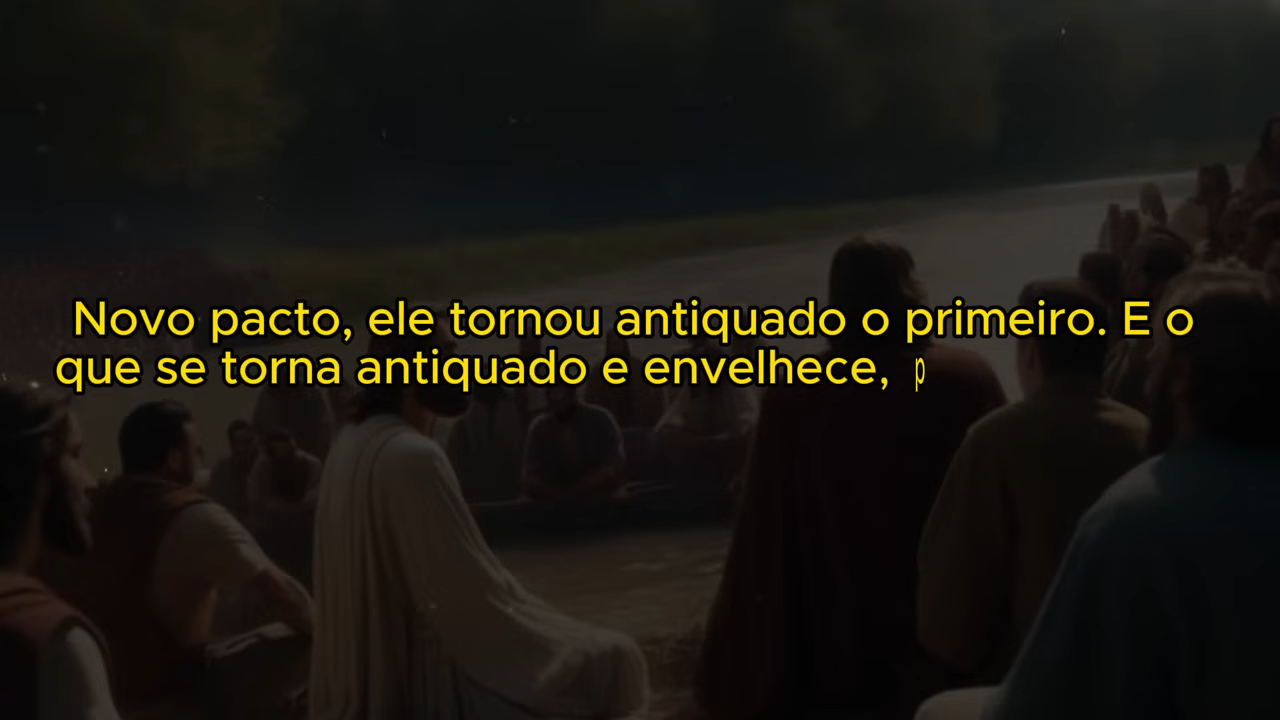 Novo pacto, ele tornou antiquado o primeiro. E o
que se torna antiquado e envelhece, p